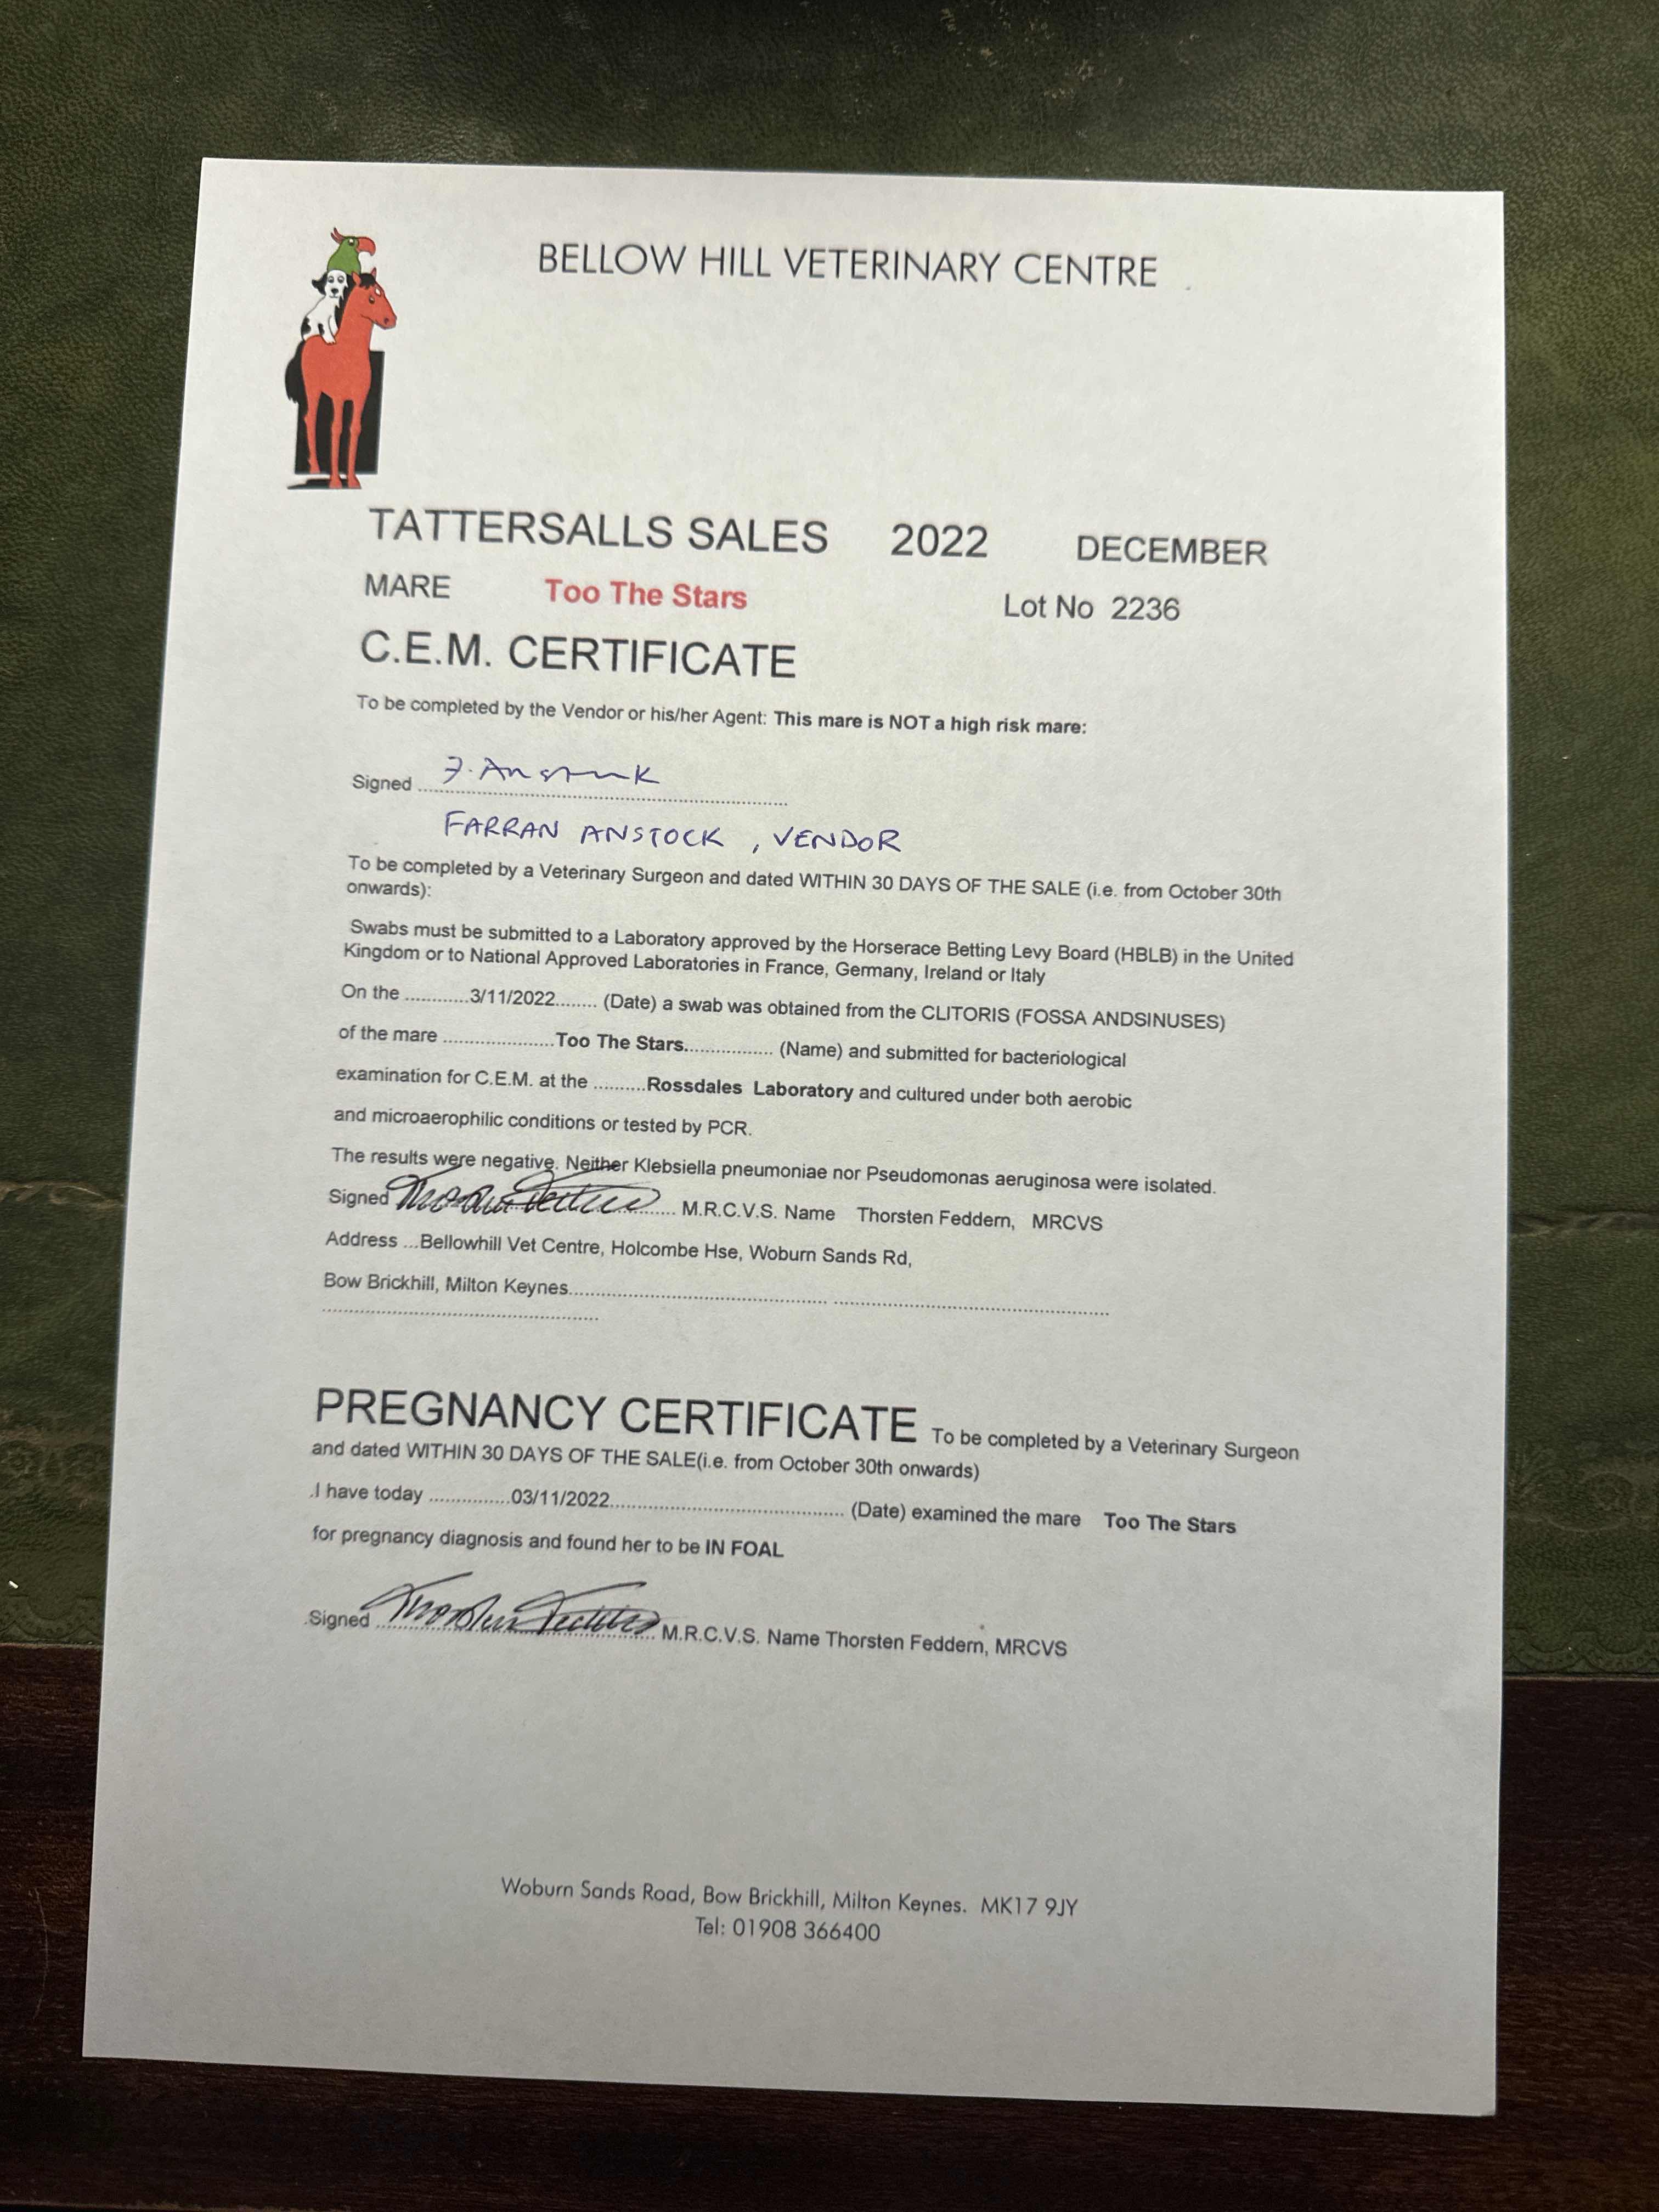 BELLOW HILL VETERINARY CENTRE
TATTERSALLS SALES 2022 DECEMBER
MARE Too The Stars Lot No 2236
C.E.M. CERTIFICATE
To be completed by the Vendor or his/her Agent: This mare is NOT a high risk mare:
Signed F. Anstock
FARRAN ANSTOCK, VENDOR
To be completed by a Veterinary Surgeon and dated WITHIN 30 DAYS OF THE SALE (i.e. from October 30th
onwards):
Swabs must be submitted to a Laboratory approved by the Horserace Betting Levy Board (HBLB) in the United
Kingdom or to National Approved Laboratories in France, Germany, Ireland or Italy
On the ............3/11/2022........ (Date) a swab was obtained from the CLITORIS (FOSSA ANDSINUSES)
of the mare .....................Too The Stars................. (Name) and submitted for bacteriological
examination for C.E.M. at the ..........Rossdales Laboratory and cultured under both aerobic
and microaerophilic conditions or tested by PCR.
The results were negative. Neither Klebsiella pneumoniae nor Pseudomonas aeruginosa were isolated.
Signed Thorsten Feddern M.R.C.V.S. Name Thorsten Feddern, MRCVS
Address ...Bellowhill Vet Centre, Holcombe Hse, Woburn Sands Rd,
Bow Brickhill, Milton Keynes.................................................. ......................................................
......................................................
PREGNANCY CERTIFICATE To be completed by a Veterinary Surgeon
and dated WITHIN 30 DAYS OF THE SALE(i.e. from October 30th onwards)
.I have today ...............03/11/2022............................................. (Date) examined the mare Too The Stars
for pregnancy diagnosis and found her to be IN FOAL
.Signed Thorsten Feddern M.R.C.V.S. Name Thorsten Feddern, MRCVS
Woburn Sands Road, Bow Brickhill, Milton Keynes. MK17 9JY
Tel: 01908 366400